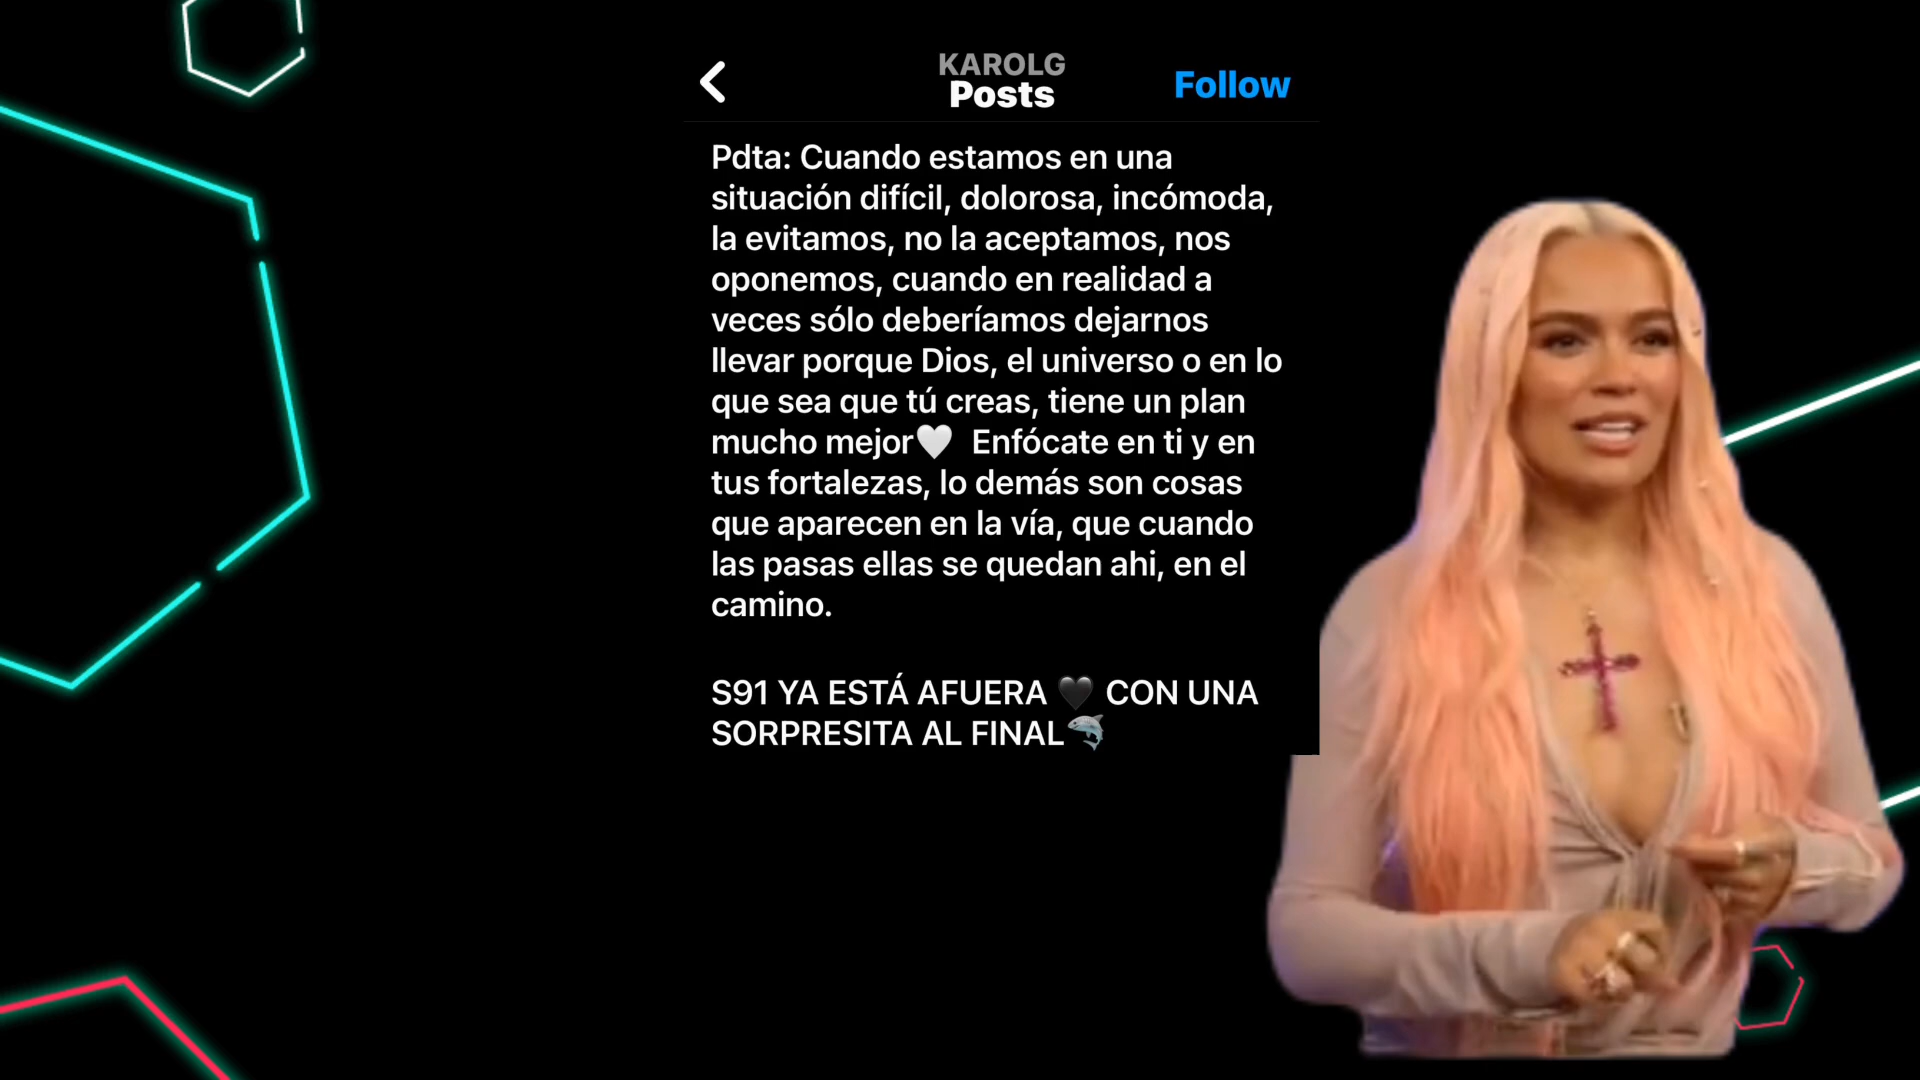 KAROLG
Posts
Follow
Pdta: Cuando estamos en una
situación difícil, dolorosa, incómoda,
la evitamos, no la aceptamos, nos
oponemos, cuando en realidad a
veces sólo deberíamos dejarnos
llevar porque Dios, el universo o en lo
que sea que tú creas, tiene un plan
mucho mejor🤍 Enfócate en ti y en
tus fortalezas, lo demás son cosas
que aparecen en la vía, que cuando
las pasas ellas se quedan ahi, en el
camino.
S91 YA ESTÁ AFUERA 🖤 CON UNA
SORPRESITA AL FINAL🦈